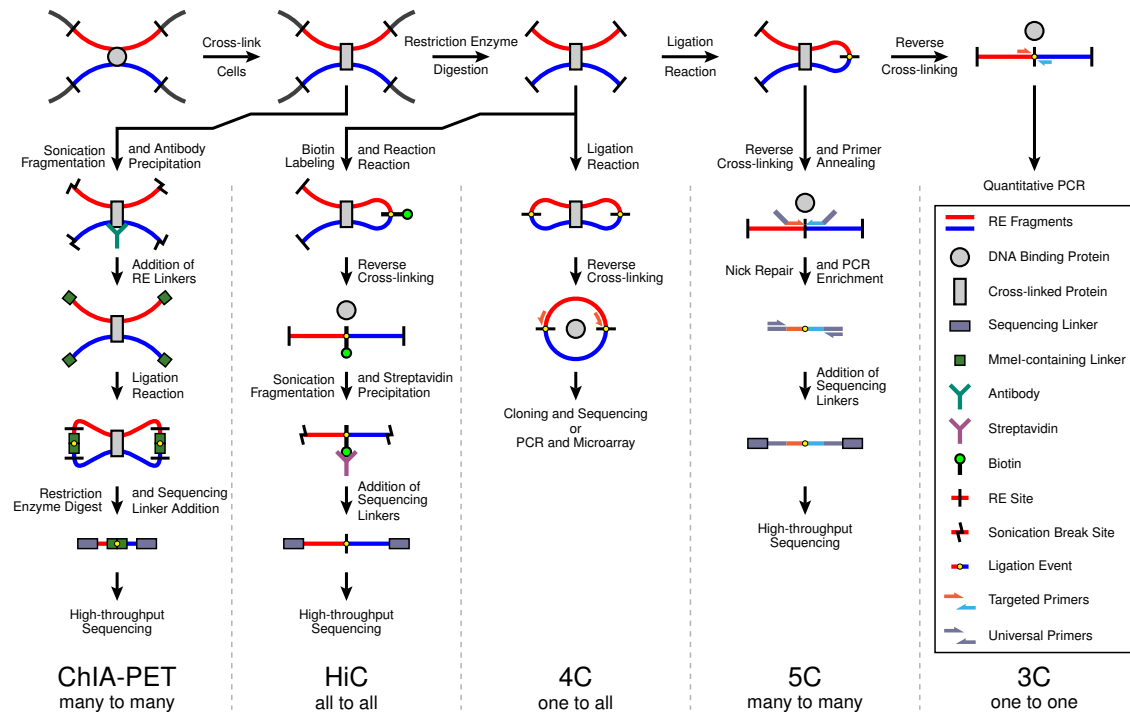 Cross-link
Cells
Restriction Enzyme
Digestion
Ligation
Reaction
Reverse
Cross-linking
Sonication
Fragmentation
and Antibody
Precipitation
Biotin
Labeling
and Reaction
Reaction
Ligation
Reaction
Reverse
Cross-linking
and Primer
Annealing
Quantitative PCR
Addition of
RE Linkers
Reverse
Cross-linking
Reverse
Cross-linking
Nick Repair
and PCR
Enrichment
Ligation
Reaction
Sonication
Fragmentation
and Streptavidin
Precipitation
Cloning and Sequencing
or
PCR and Microarray
Addition of
Sequencing
Linkers
Restriction
Enzyme Digest
and Sequencing
Linker Addition
Addition of
Sequencing
Linkers
High-throughput
Sequencing
High-throughput
Sequencing
High-throughput
Sequencing
RE Fragments
DNA Binding Protein
Cross-linked Protein
Sequencing Linker
MmeI-containing Linker
Antibody
Streptavidin
Biotin
RE Site
Sonication Break Site
Ligation Event
Targeted Primers
Universal Primers
ChIA-PET
many to many
HiC
all to all
4C
one to all
5C
many to many
3C
one to one